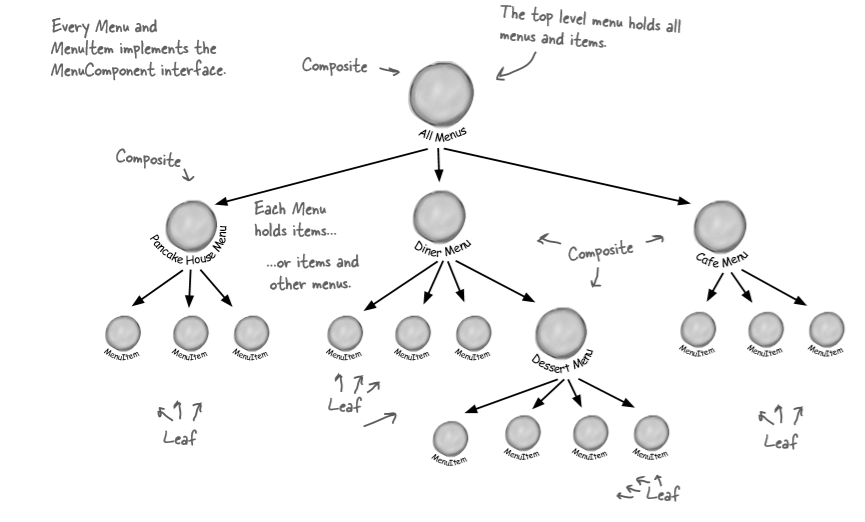 Every Menu and
MenuItem implements the
MenuComponent interface.
The top level menu holds all
menus and items.
Composite
All Menus
Composite
Pancake House Menu
Each Menu
holds items...
...or items and
other menus.
Diner Menu
Composite
Cafe Menu
MenuItem
MenuItem
MenuItem
MenuItem
MenuItem
MenuItem
Dessert Menu
MenuItem
MenuItem
MenuItem
Leaf
Leaf
Leaf
MenuItem
MenuItem
MenuItem
MenuItem
Leaf